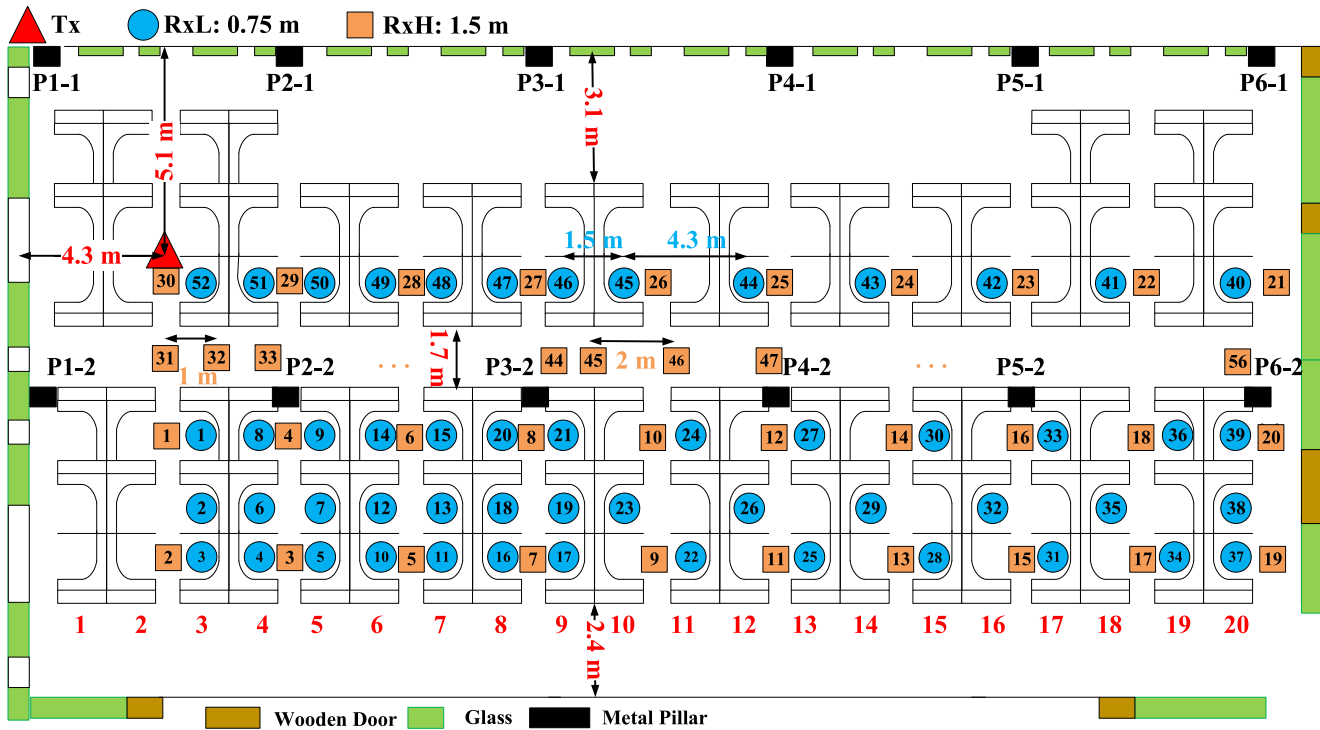 Tx RxL: 0.75 m RxH: 1.5 m
P1-1 P2-1 P3-1 P4-1 P5-1 P6-1
5.1 m
3.1 m
4.3 m
1.5 m 4.3 m
30 52 51 29 50 49 28 48 47 27 46 45 26 44 25 43 24 42 23 41 22 40 21
31 32 33 ... 44 45 46 47 ... 56
1 m 1.7 m 2 m
P1-2 P2-2 P3-2 P4-2 P5-2 P6-2
1 1 8 4 9 14 6 15 20 8 21 10 24 12 27 14 30 16 33 18 36 39 20
2 6 7 12 13 18 19 23 26 29 32 35 38
2 3 4 3 5 10 5 11 16 7 17 9 22 11 25 13 28 15 31 17 34 37 19
1 2 3 4 5 6 7 8 9 10 11 12 13 14 15 16 17 18 19 20
2.4 m
Wooden Door Glass Metal Pillar